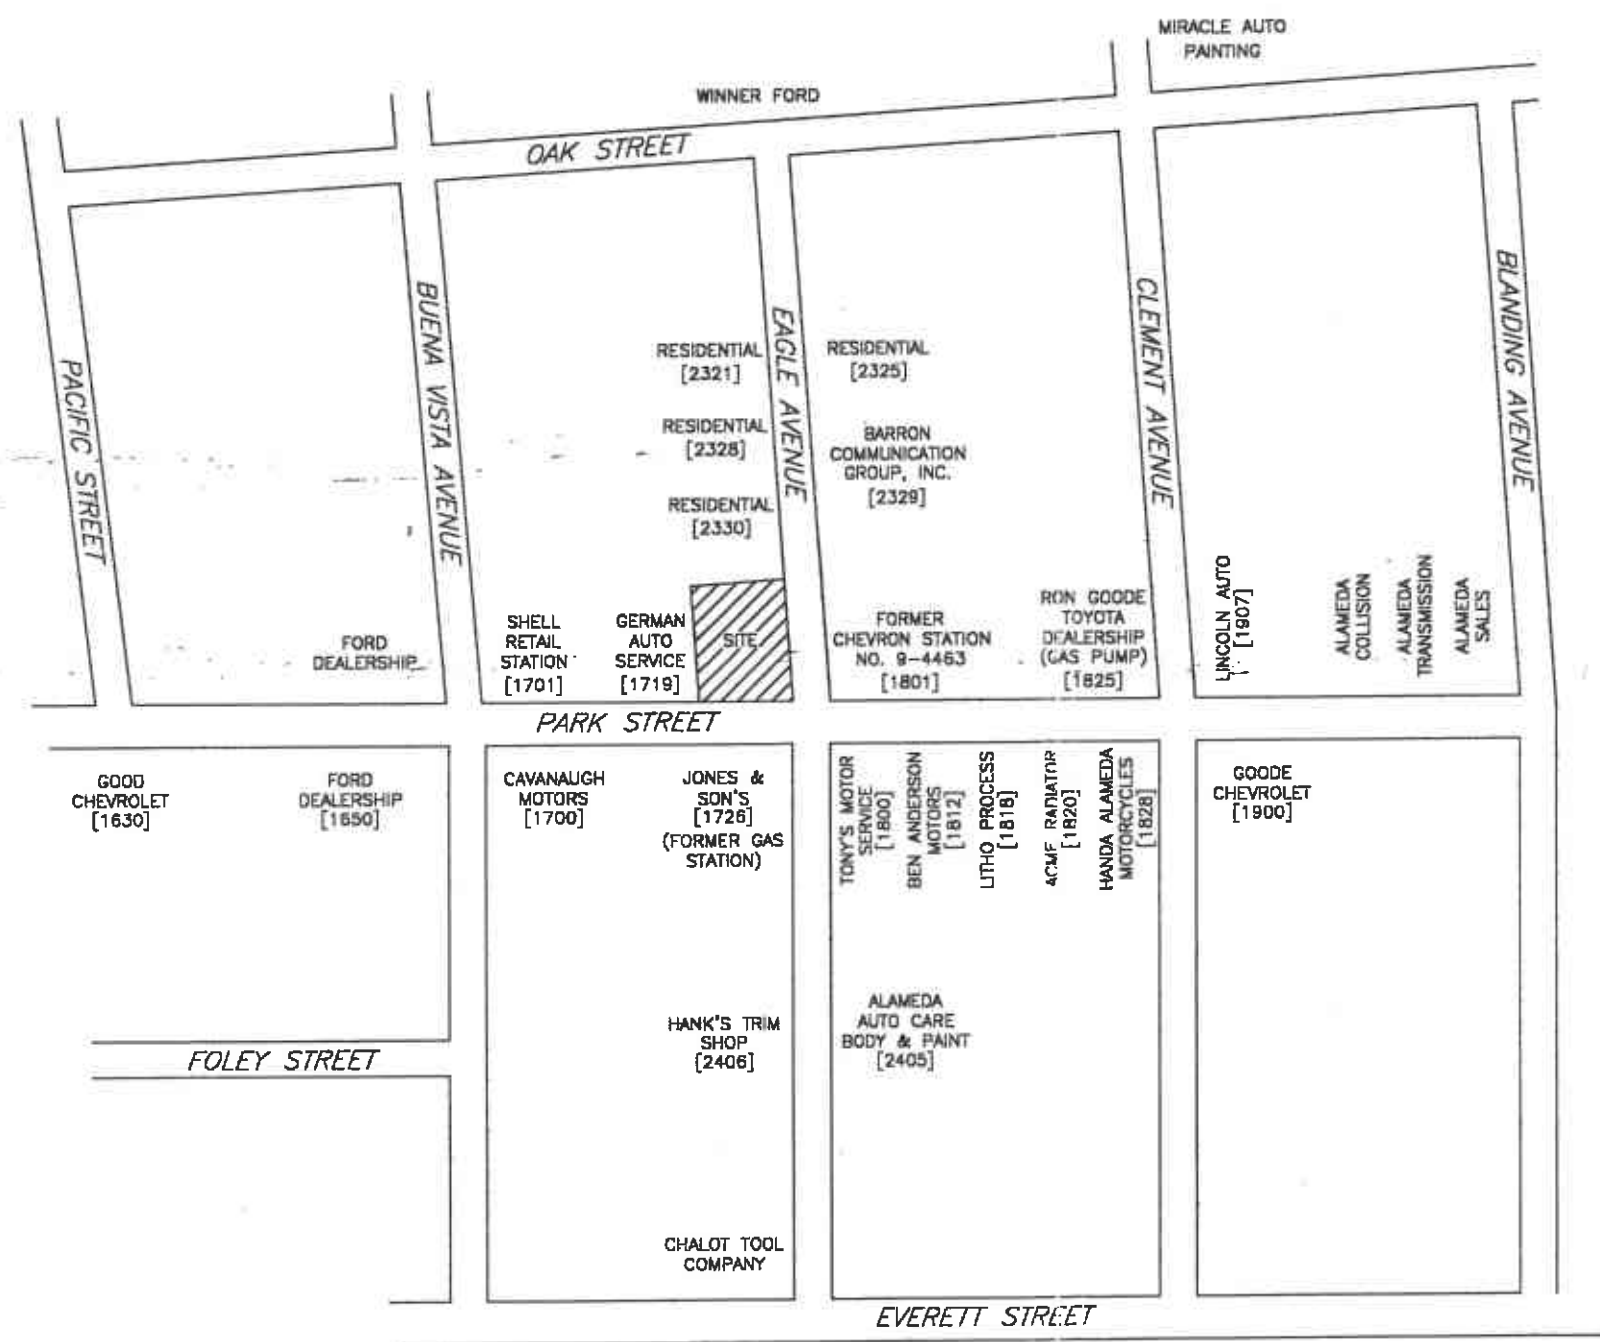 MIRACLE AUTO
PAINTING
WINNER FORD
OAK STREET
PACIFIC STREET
BUENA VISTA AVENUE
EAGLE AVENUE
CLEMENT AVENUE
BLANDING AVENUE
RESIDENTIAL
[2321]
RESIDENTIAL
[2328]
RESIDENTIAL
[2330]
RESIDENTIAL
[2325]
BARRON
COMMUNICATION
GROUP, INC.
[2329]
FORD
DEALERSHIP
SHELL
RETAIL
STATION
[1701]
GERMAN
AUTO
SERVICE
[1719]
SITE
FORMER
CHEVRON STATION
NO. 9-4463
[1801]
RON GOODE
TOYOTA
DEALERSHIP
(GAS PUMP)
[1825]
LINCOLN AUTO
[1907]
ALAMEDA
COLLISION
ALAMEDA
TRANSMISSION
ALAMEDA
SALES
PARK STREET
GOOD
CHEVROLET
[1630]
FORD
DEALERSHIP
[1650]
CAVANAUGH
MOTORS
[1700]
JONES &
SON'S
[1726]
(FORMER GAS
STATION)
TONY'S MOTOR
SERVICE
[1800]
BEN ANDERSON
MOTORS
[1812]
LITHO PROCESS
[1818]
ACME RADIATOR
[1820]
HANDA ALAMEDA
MOTORCYCLES
[1828]
GOODE
CHEVROLET
[1900]
HANK'S TRIM
SHOP
[2406]
ALAMEDA
AUTO CARE
BODY & PAINT
[2405]
FOLEY STREET
CHALOT TOOL
COMPANY
EVERETT STREET